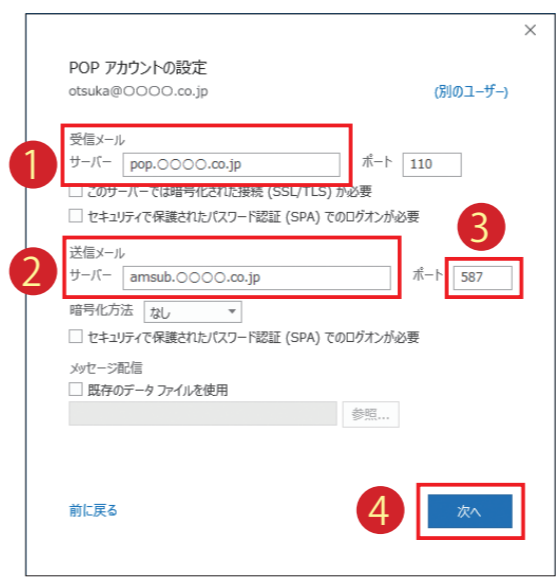 ×
POP アカウントの設定
otsuka@〇〇〇〇.co.jp (別のユーザー)
受信メール
1
サーバー pop.〇〇〇〇.co.jp ポート 110
このサーバーでは暗号化された接続 (SSL/TLS) が必要
セキュリティで保護されたパスワード認証 (SPA) でのログオンが必要
3
送信メール
2
サーバー amsub.〇〇〇〇.co.jp ポート 587
暗号化方法 なし
セキュリティで保護されたパスワード認証 (SPA) でのログオンが必要
メッセージ配信
既存のデータ ファイルを使用
参照...
前に戻る 4 次へ